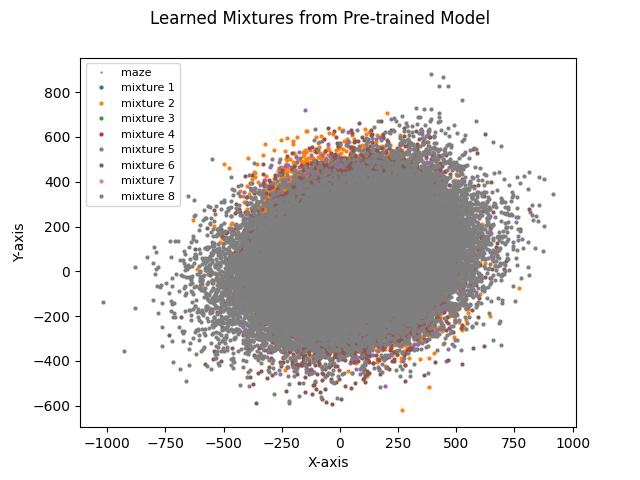 Learned Mixtures from Pre-trained Model
maze
mixture 1
mixture 2
mixture 3
mixture 4
mixture 5
mixture 6
mixture 7
mixture 8
800
600
400
200
0
−200
−400
−600
Y-axis
−1000
−750
−500
−250
0
250
500
750
1000
X-axis